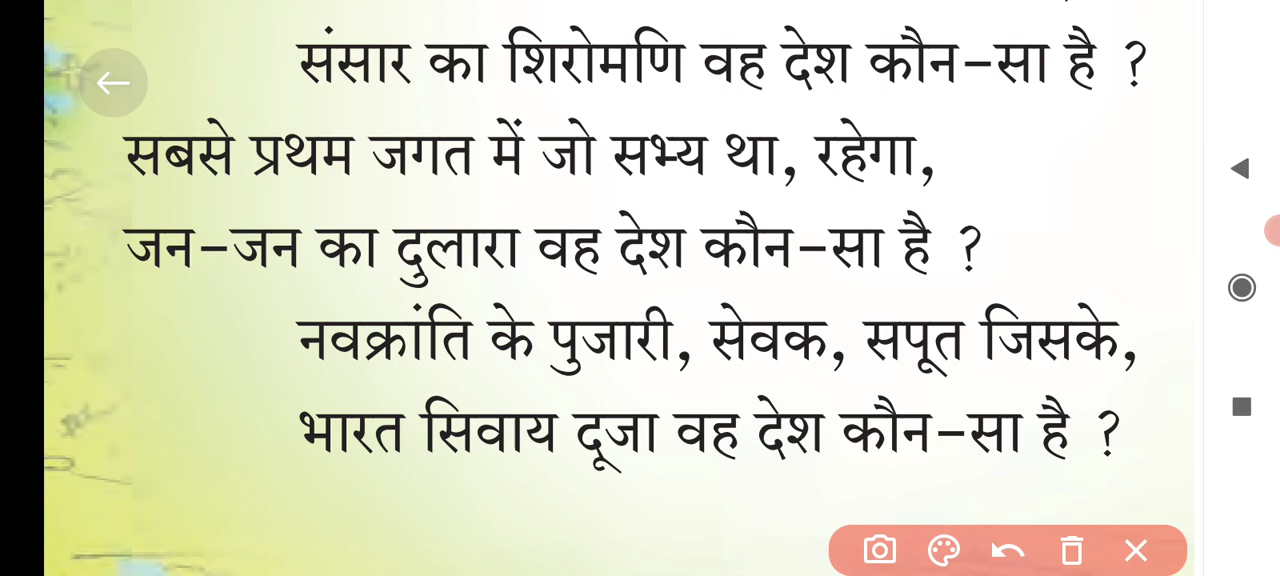 संसार का शिरोमणि वह देश कौन-सा है ?
सबसे प्रथम जगत में जो सभ्य था, रहेगा,
जन-जन का दुलारा वह देश कौन-सा है ?
नवक्रांति के पुजारी, सेवक, सपूत जिसके,
भारत सिवाय दूजा वह देश कौन-सा है ?